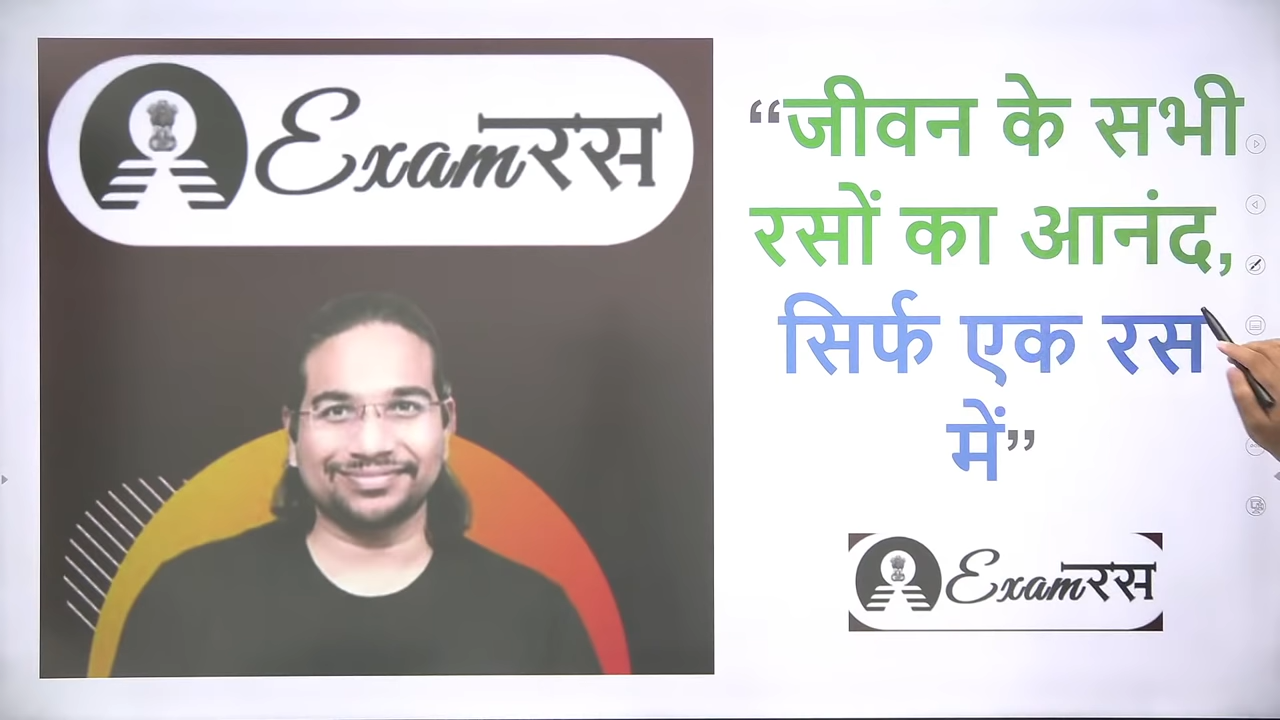 Examरस
“जीवन के सभी
रसों का आनंद,
सिर्फ एक रस
में”
Examरस